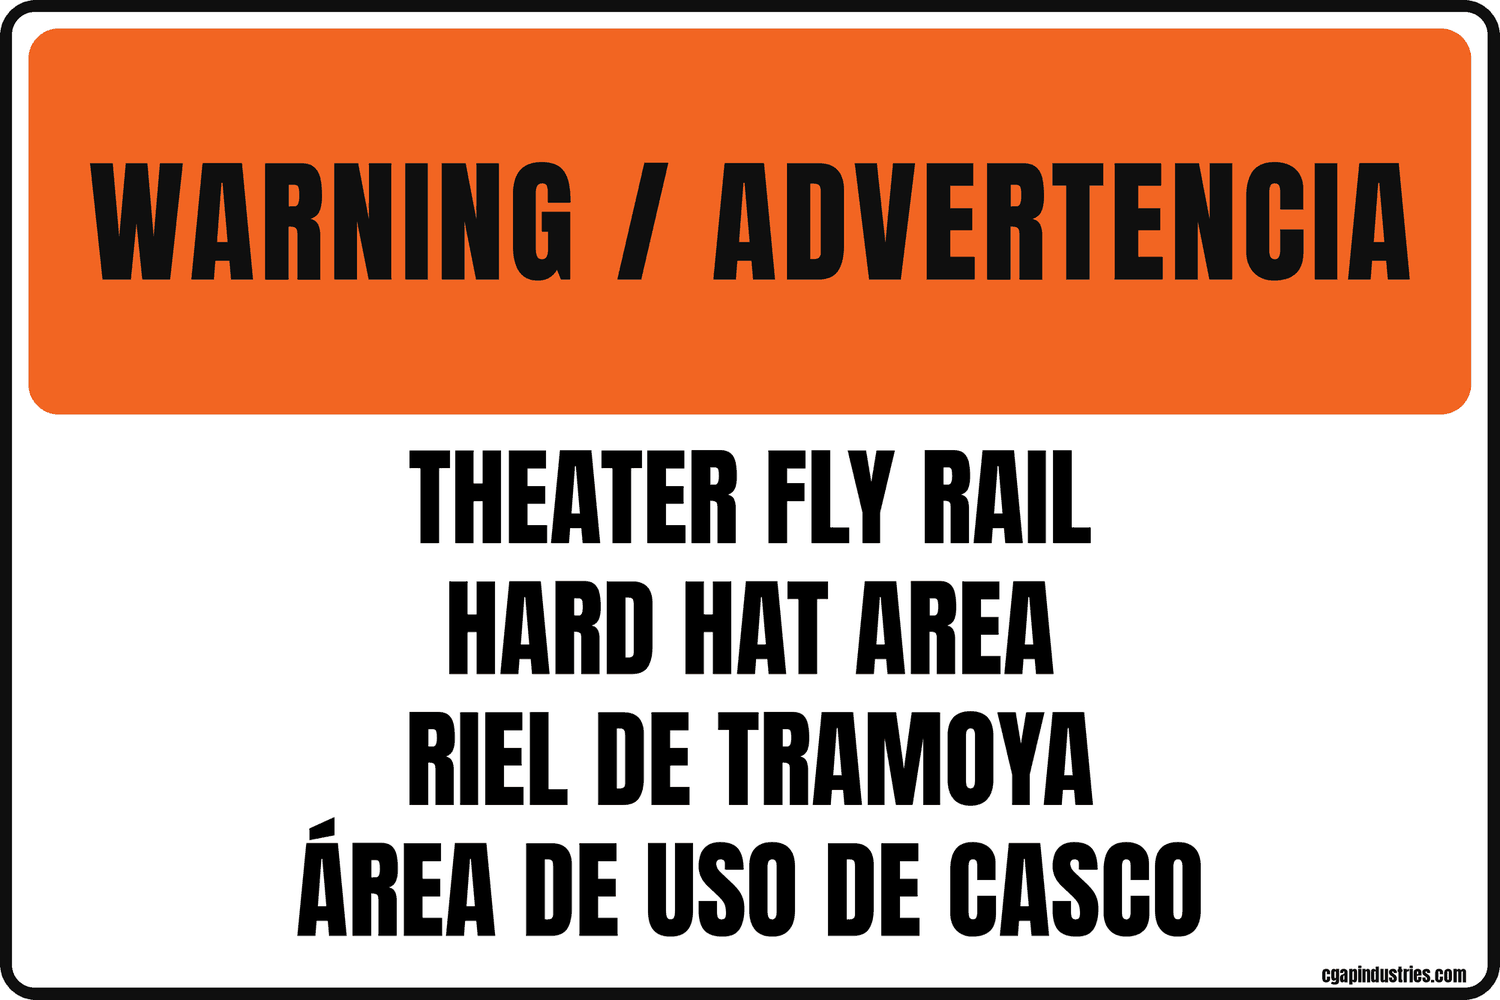 WARNING / ADVERTENCIA
THEATER FLY RAIL
HARD HAT AREA
RIEL DE TRAMOYA
ÁREA DE USO DE CASCO
cgapindustries.com